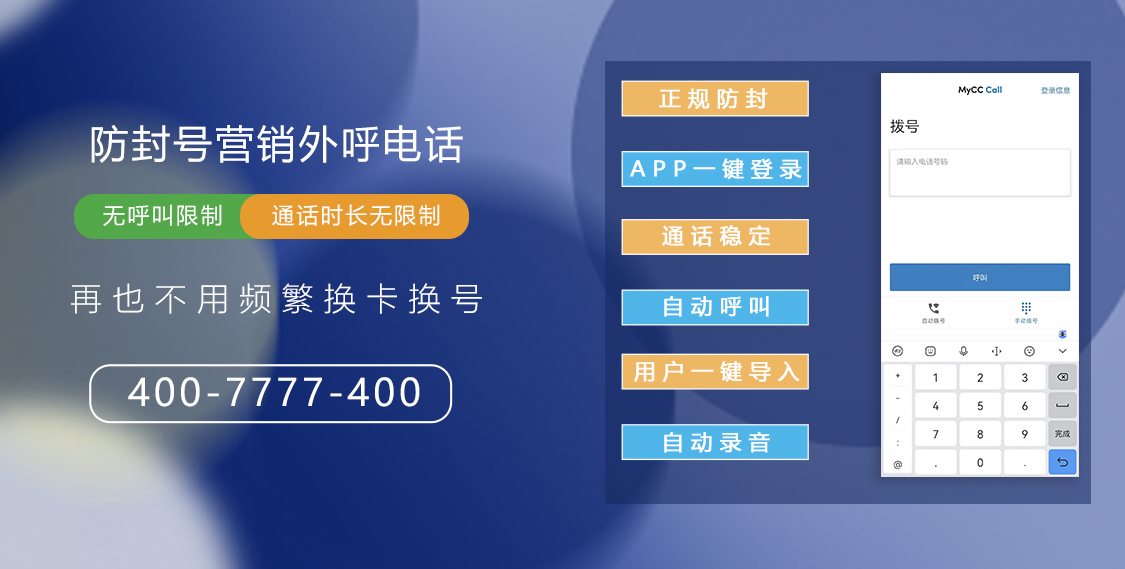 防封号营销外呼电话
无呼叫限制
通话时长无限制
再也不用频繁换卡换号
400-7777-400
正规防封
APP一键登录
通话稳定
自动呼叫
用户一键导入
自动录音
MyCC Call
登录信息
拨号
请输入电话号码
呼叫
自动拨号
手动拨号
+
1
2
3
-
4
5
6
/
7
8
9
完成
:
@
.
0
.